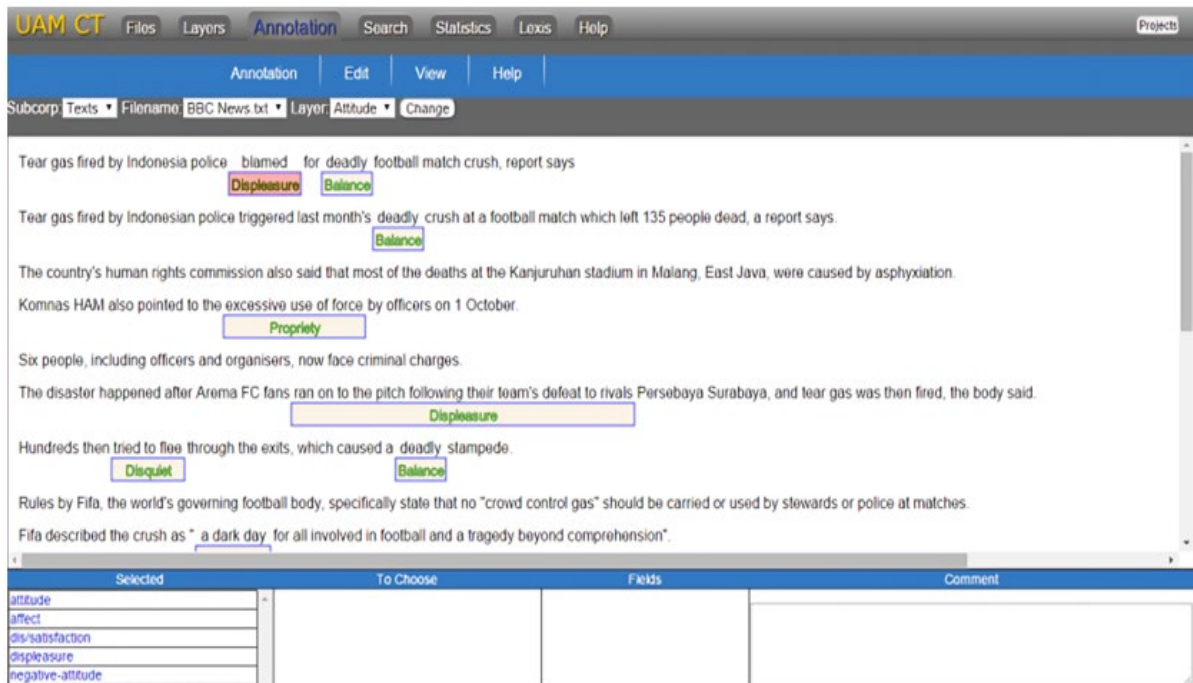 UAM CT Files Layers Annotation Search Statistics Lexis Help Projects
Annotation Edit View Help
Subcorp: Texts Filename: BBC News.txt Layer: Attitude Change
Tear gas fired by Indonesia police blamed for deadly football match crush, report says
Displeasure Balance
Tear gas fired by Indonesian police triggered last month's deadly crush at a football match which left 135 people dead, a report says.
Balance
The country's human rights commission also said that most of the deaths at the Kanjuruhan stadium in Malang, East Java, were caused by asphyxiation.
Komnas HAM also pointed to the excessive use of force by officers on 1 October.
Propriety
Six people, including officers and organisers, now face criminal charges.
The disaster happened after Arema FC fans ran on to the pitch following their team's defeat to rivals Persebaya Surabaya, and tear gas was then fired, the body said.
Displeasure
Hundreds then tried to flee through the exits, which caused a deadly stampede.
Disquiet Balance
Rules by Fifa, the world's governing football body, specifically state that no "crowd control gas" should be carried or used by stewards or police at matches.
Fifa described the crush as " a dark day for all involved in football and a tragedy beyond comprehension".
Selected To Choose Fields Comment
attitude
affect
dis/satisfaction
displeasure
negative-attitude